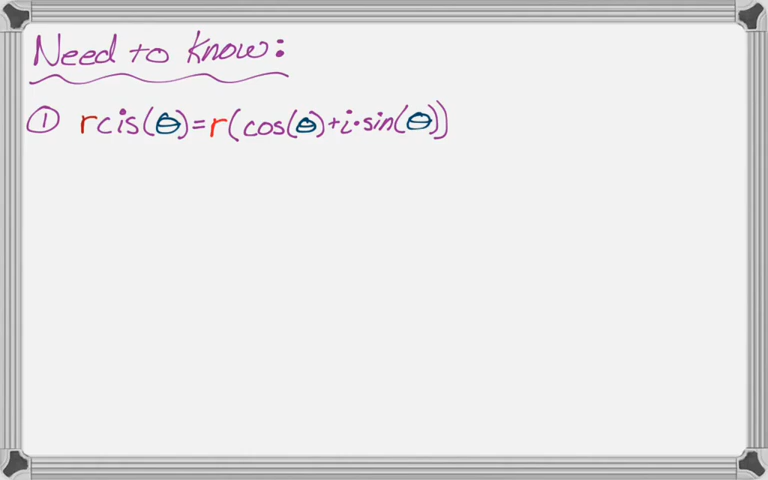 Need to know:
① rcis(θ)=r(cos(θ)+i·sin(θ))